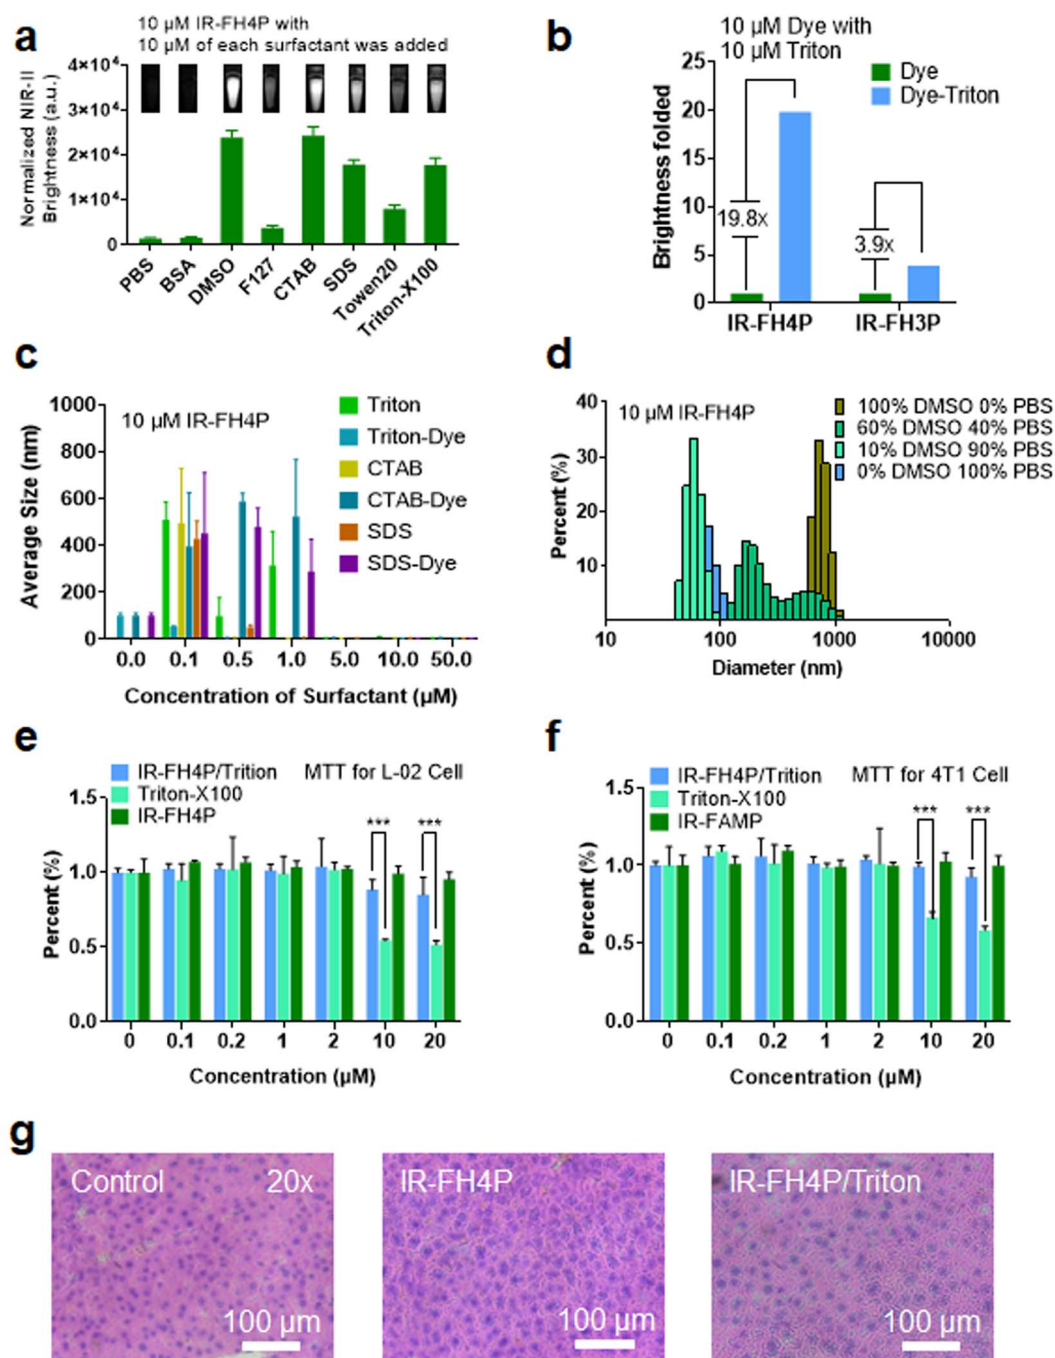 a
10 µM IR-FH4P with
10 µM of each surfactant was added
Normalized NIR-II
Brightness (a.u.)
4×10⁴
3×10⁴
2×10⁴
1×10⁴
0
PBS
BSA
DMSO
F127
CTAB
SDS
Towen20
Triton-X100
b
10 µM Dye with
10 µM Triton
Dye
Dye-Triton
Brightness folded
25
20
15
10
5
0
19.8x
3.9x
IR-FH4P
IR-FH3P
c
10 µM IR-FH4P
Average Size (nm)
1000
800
600
400
200
0
Triton
Triton-Dye
CTAB
CTAB-Dye
SDS
SDS-Dye
0.0 0.1 0.5 1.0 5.0 10.0 50.0
Concentration of Surfactant (µM)
d
10 µM IR-FH4P
100% DMSO 0% PBS
60% DMSO 40% PBS
10% DMSO 90% PBS
0% DMSO 100% PBS
Percent (%)
40
30
20
10
10 100 1000 10000
Diameter (nm)
e
IR-FH4P/Trition
Triton-X100
IR-FH4P
MTT for L-02 Cell
Percent (%)
1.5
1.0
0.5
0.0
***
***
0 0.1 0.2 1 2 10 20
Concentration (µM)
f
IR-FH4P/Trition
Triton-X100
IR-FAMP
MTT for 4T1 Cell
Percent (%)
1.5
1.0
0.5
0.0
***
***
0 0.1 0.2 1 2 10 20
Concentration (µM)
g
Control 20x
100 µm
IR-FH4P
100 µm
IR-FH4P/Triton
100 µm